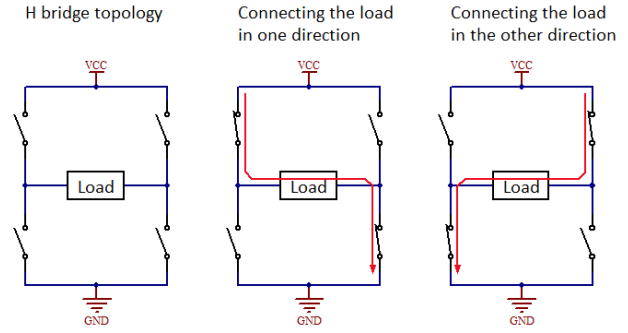 H bridge topology
Connecting the load
in one direction
Connecting the load
in the other direction
VCC
VCC
VCC
Load
Load
Load
GND
GND
GND